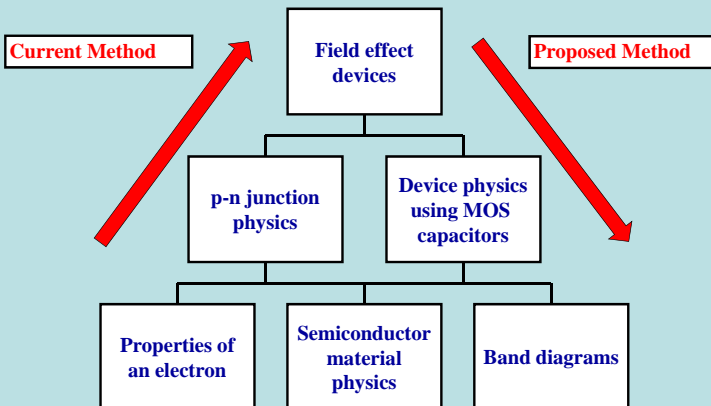 Current Method
Field effect
devices
Proposed Method
p-n junction
physics
Device physics
using MOS
capacitors
Properties of
an electron
Semiconductor
material
physics
Band diagrams